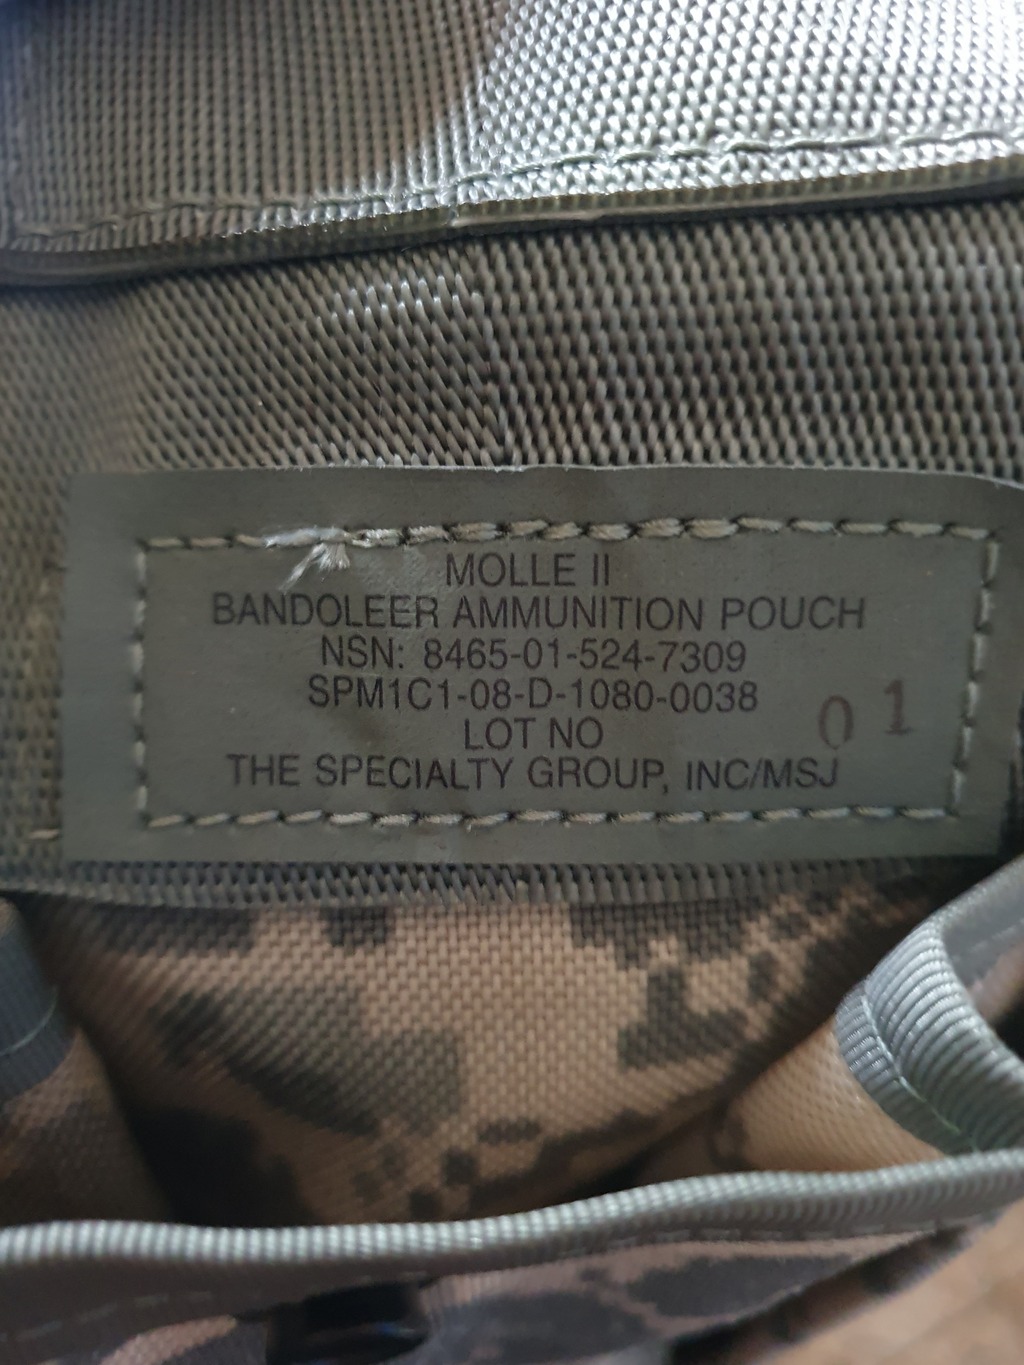 MOLLE II
BANDOLEER AMMUNITION POUCH
NSN: 8465-01-524-7309
SPM1C1-08-D-1080-0038
LOT NO 01
THE SPECIALTY GROUP, INC/MSJ